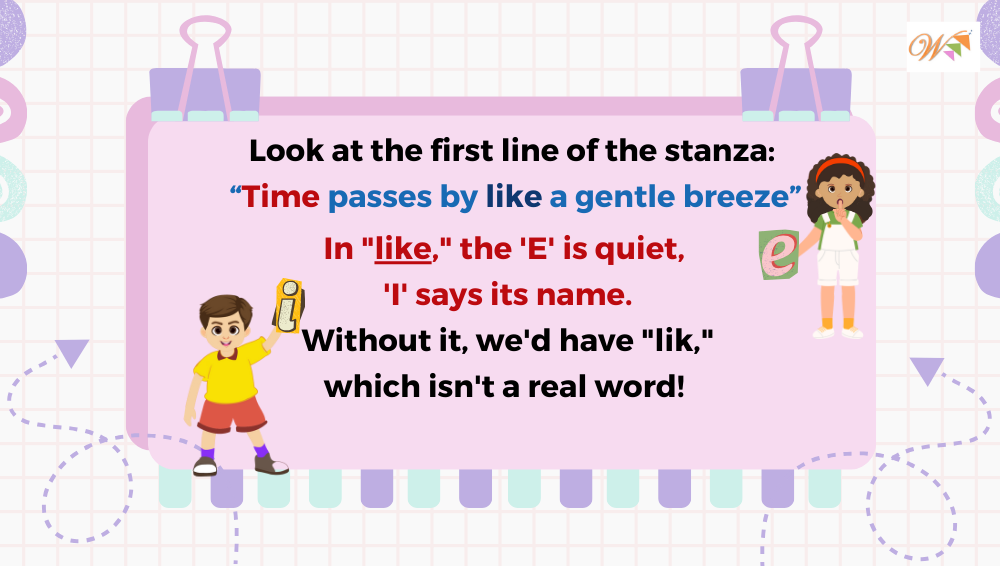 Look at the first line of the stanza:
“Time passes by like a gentle breeze”
In "like," the 'E' is quiet,
'I' says its name.
Without it, we'd have "lik,"
which isn't a real word!
e
i
W